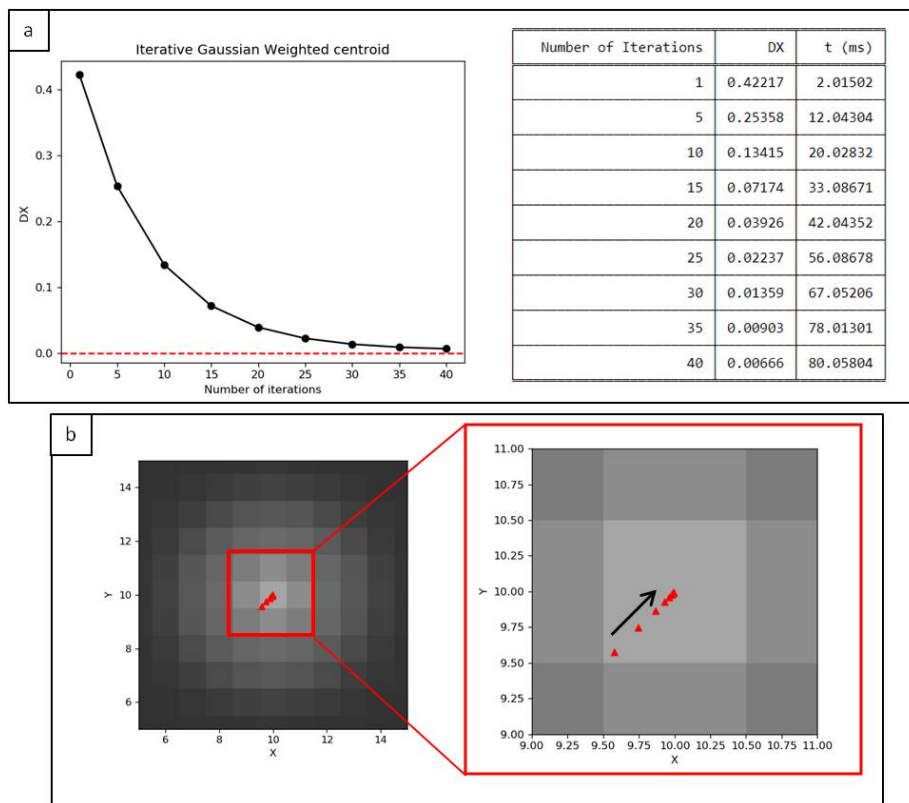 a
Iterative Gaussian Weighted centroid
0.4
0.3
0.2
0.1
0.0
DX
0 5 10 15 20 25 30 35 40
Number of iterations
Number of Iterations DX t (ms)
1 0.42217 2.01502
5 0.25358 12.04304
10 0.13415 20.02832
15 0.07174 33.08671
20 0.03926 42.04352
25 0.02237 56.08678
30 0.01359 67.05206
35 0.00903 78.01301
40 0.00666 80.05804
b
14
12
10
8
6
Y
6 8 10 12 14
X
11.00
10.75
10.50
10.25
10.00
9.75
9.50
9.25
9.00
Y
9.00 9.25 9.50 9.75 10.00 10.25 10.50 10.75 11.00
X